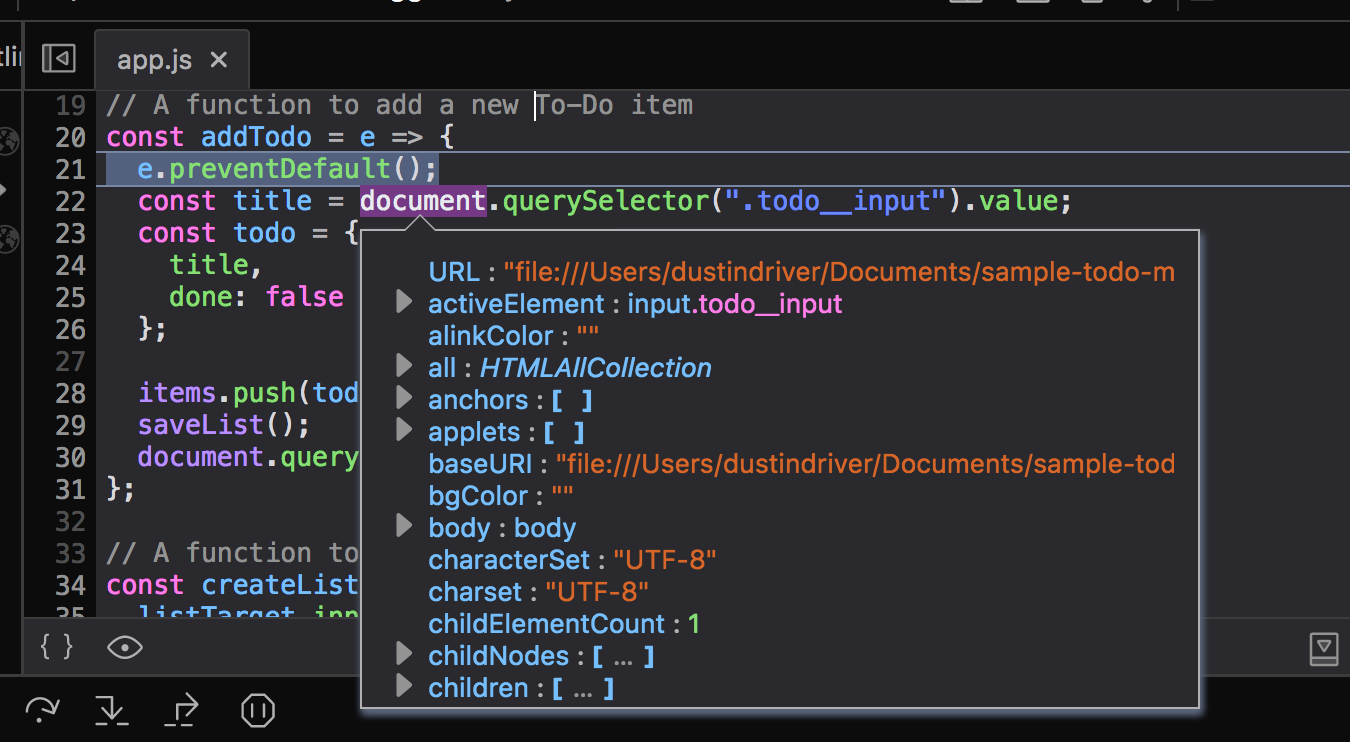 app.js
19 // A function to add a new To-Do item
20 const addTodo = e => {
21 e.preventDefault();
22 const title = document.querySelector(".todo__input").value;
23 const todo = {
24 title,
25 done: false
26 };
27
28 items.push(tod
29 saveList();
30 document.query
31 };
32
33 // A function to
34 const createList
35 listTarget.inn
URL : "file:///Users/dustindriver/Documents/sample-todo-m
activeElement : input.todo__input
alinkColor : ""
all : HTMLAllCollection
anchors : [ ]
applets : [ ]
baseURI : "file:///Users/dustindriver/Documents/sample-tod
bgColor : ""
body : body
characterSet : "UTF-8"
charset : "UTF-8"
childElementCount : 1
childNodes : [ … ]
children : [ … ]
{ }